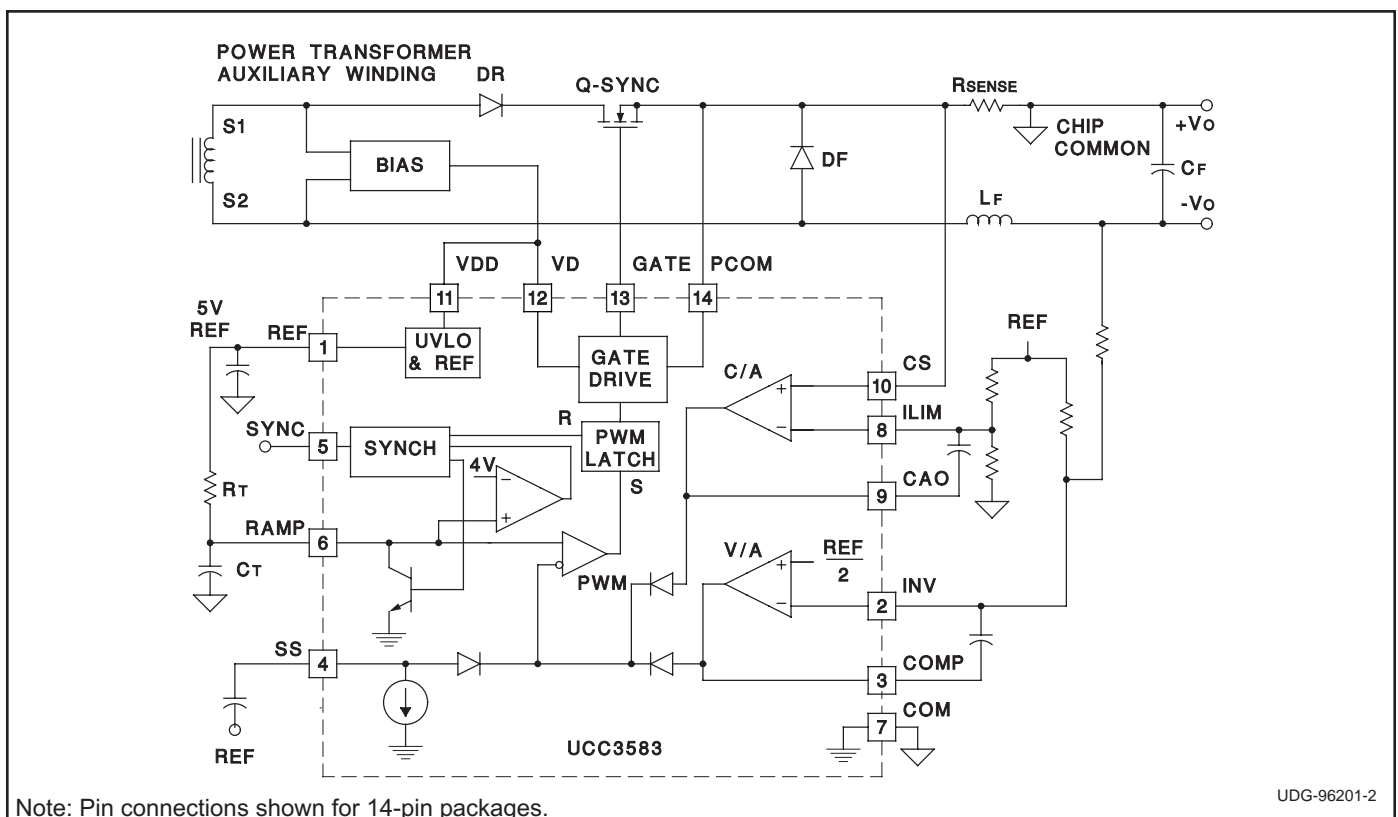 POWER TRANSFORMER
AUXILIARY WINDING
DR
Q-SYNC
RSENSE
S1
S2
BIAS
DF
CHIP
COMMON
+VO
CF
LF
-VO
VDD
VD
GATE
PCOM
11
12
13
14
5V
REF
REF
1
UVLO
& REF
GATE
DRIVE
C/A
+
−
CS
10
ILIM
8
REF
CAO
9
SYNC
5
SYNCH
R
PWM
LATCH
S
4V
−
+
RT
RAMP
6
CT
PWM
V/A
+
−
REF
2
INV
2
SS
4
COMP
3
COM
7
REF
UCC3583
Note: Pin connections shown for 14-pin packages.
UDG-96201-2